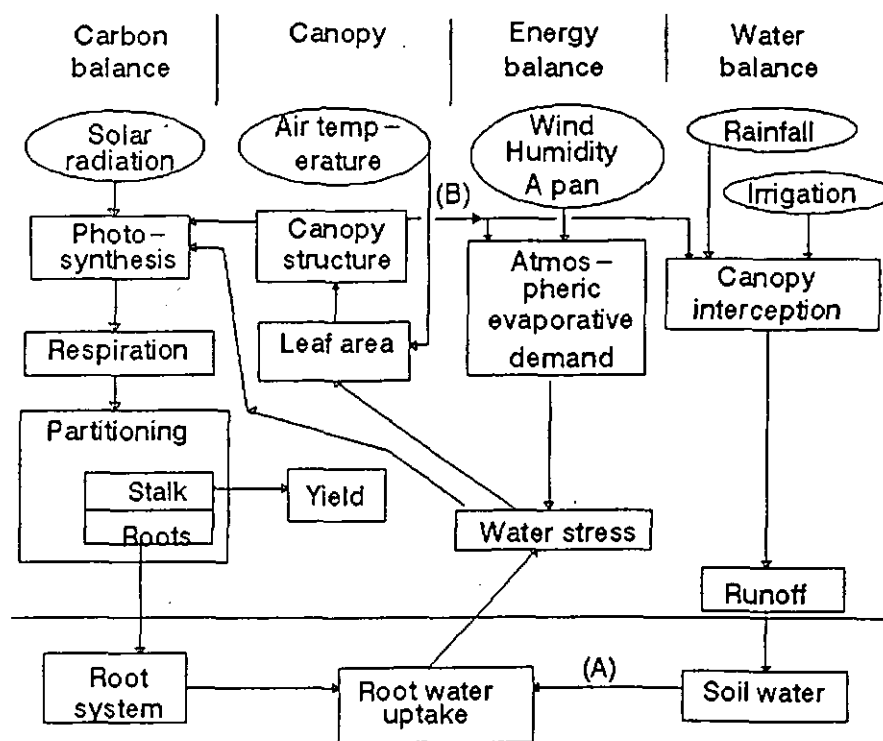 Carbon
balance
Canopy
Energy
balance
Water
balance
Solar
radiation
Air temp -
erature
Wind
Humidity
A pan
Rainfall
Irrigation
(B)
Photo -
synthesis
Canopy
structure
Atmos -
pheric
evaporative
demand
Canopy
interception
Respiration
Leaf area
Partitioning
Stalk
Roots
Yield
Water stress
Runoff
Root
system
Root water
uptake
(A)
Soil water